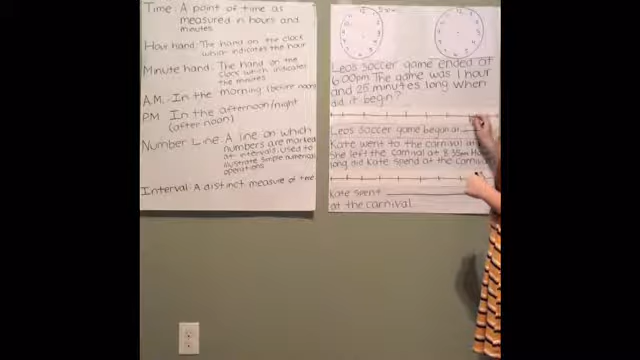 Time: A point of time as
measured in hours and
minutes
Hour hand: The hand on the clock
which indicates the hour
Minute hand: The hand on the
clock which indicates
the minutes
A.M.- In the morning (before noon)
PM In the afternoon/night
(after-noon)
Number Line- A line on which
numbers are marked
at intervals, used to
illustrate simple numerical
operations
Interval- A distinct measure of time
Leos soccer game ended at
6:00pm The game was 1 hour
and 25 minutes long when
did it begin?
Leos soccer game began at
Kate went to the carnival at
She left the carnival at 8:35pm How
long did Kate spend at the carnival
Kate spent
at the carnival.